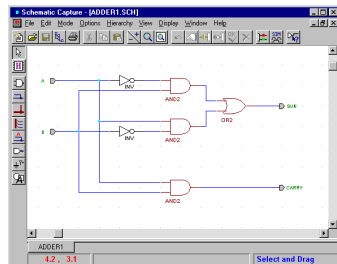 Schematic Capture - [ADDER1.SCH]
File Edit Mode Options Hierarchy View Display Window Help
A
INV
AND2
SUM
OR2
B
INV
AND2
CARRY
AND2
ADDER1
4.2 , 3.1
Select and Drag